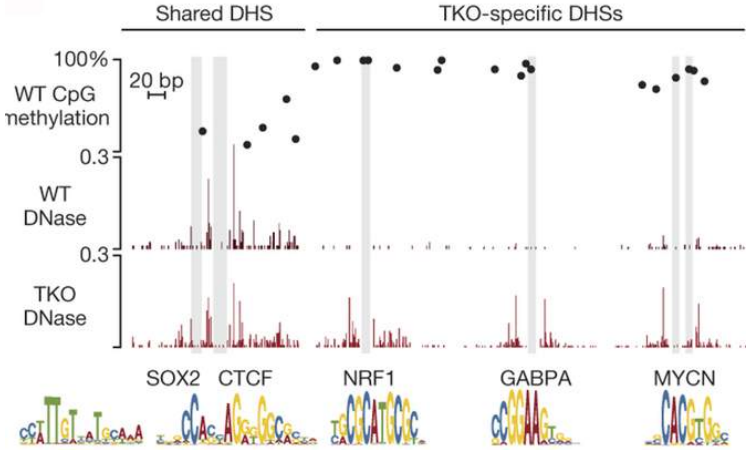 Shared DHS TKO-specific DHSs
100%
20 bp
WT CpG
methylation
0.3
WT
DNase
0.3
TKO
DNase
SOX2 CTCF NRF1 GABPA MYCN